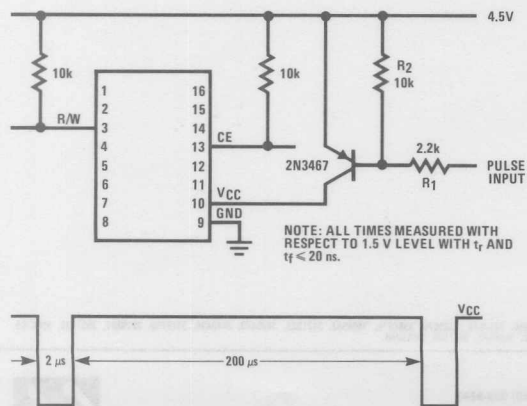 4.5V
10k
10k
R2
10k
R/W
1
2
3
4
5
6
7
8
16
15
14
13
12
11
10
9
CE
2N3467
2.2k
R1
PULSE
INPUT
VCC
GND
NOTE: ALL TIMES MEASURED WITH
RESPECT TO 1.5 V LEVEL WITH tr AND
tf ≤ 20 ns.
VCC
2 μs
200 μs